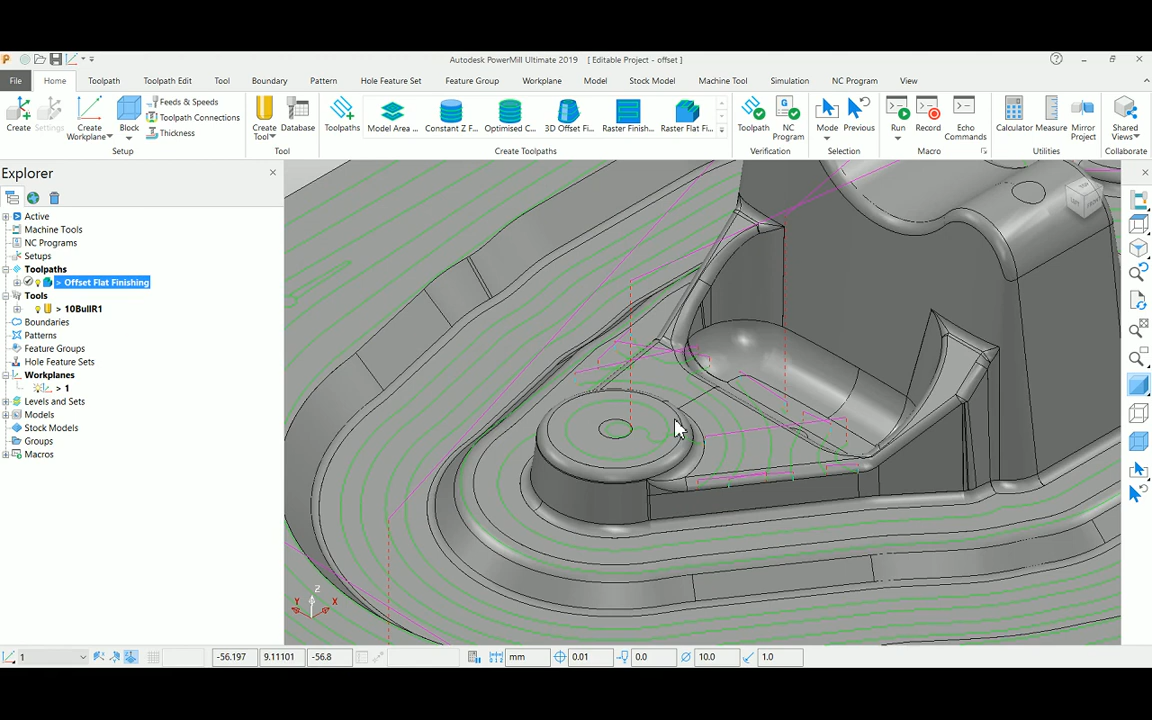 Autodesk PowerMill Ultimate 2019 [ Editable Project - offset ]
File Home Toolpath Toolpath Edit Tool Boundary Pattern Hole Feature Set Feature Group Workplane Model Stock Model Machine Tool Simulation NC Program View
Create
Settings
Create Workplane
Block
Feeds & Speeds
Toolpath Connections
Thickness
Setup
Create Tool
Database
Tool
Toolpaths
Model Area ...
Constant Z F...
Optimised C...
3D Offset Fi...
Raster Finish...
Raster Flat Fi...
Create Toolpaths
Toolpath
NC Program
Verification
Mode
Previous
Selection
Run
Record
Echo Commands
Macro
Calculator
Measure
Mirror Project
Utilities
Shared Views
Collaborate
Explorer
Active
Machine Tools
NC Programs
Setups
Toolpaths
> Offset Flat Finishing
Tools
> 10BullR1
Boundaries
Patterns
Feature Groups
Hole Feature Sets
Workplanes
> 1
Levels and Sets
Models
Stock Models
Groups
Macros
TOP
LEFT
FRONT
Z
Y X
1 -56.197 9.11101 -56.8 mm 0.01 0.0 10.0 1.0